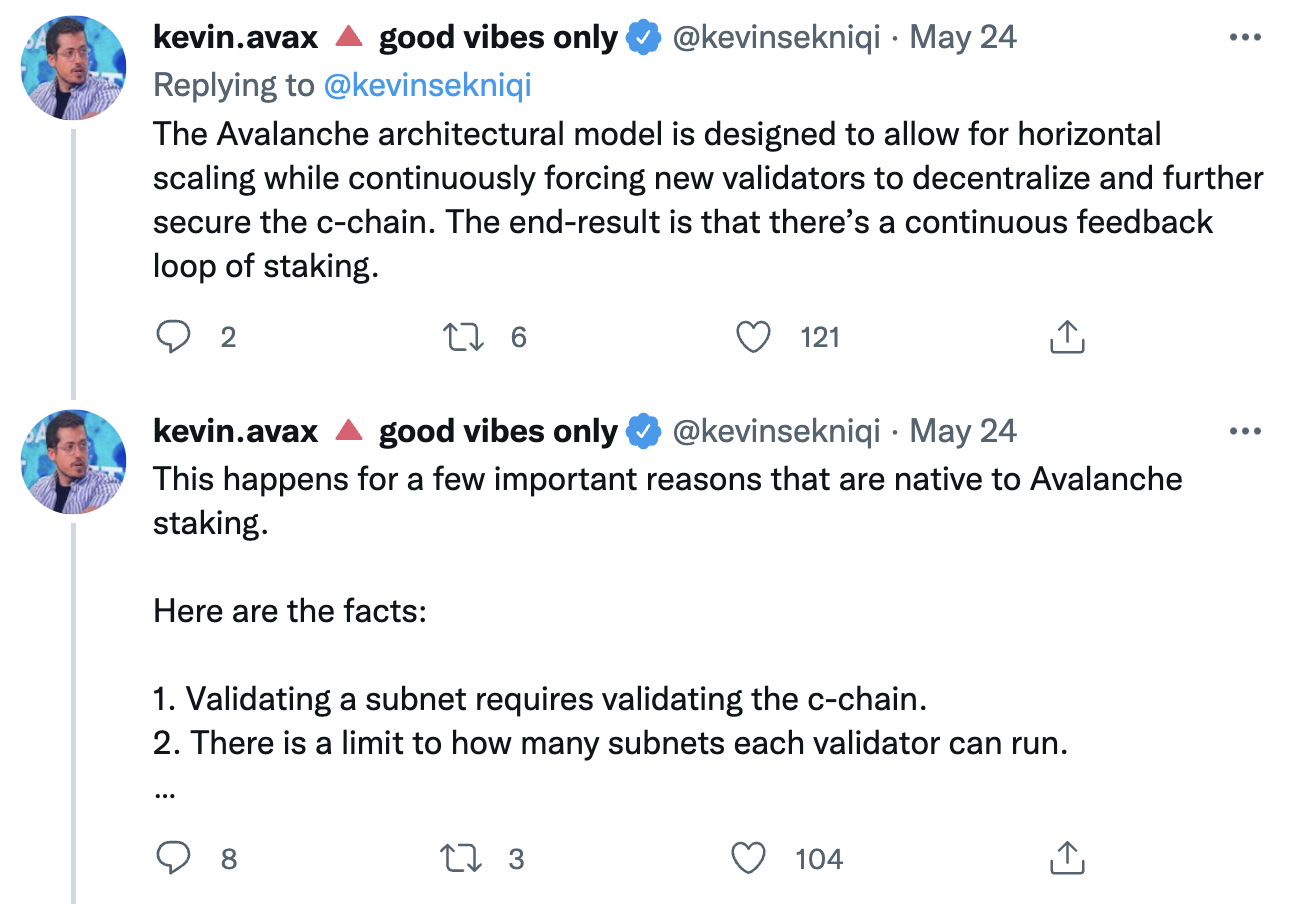 kevin.avax 🔺 good vibes only @kevinsekniqi · May 24
Replying to @kevinsekniqi
The Avalanche architectural model is designed to allow for horizontal
scaling while continuously forcing new validators to decentralize and further
secure the c-chain. The end-result is that there’s a continuous feedback
loop of staking.
2 6 121
kevin.avax 🔺 good vibes only @kevinsekniqi · May 24
This happens for a few important reasons that are native to Avalanche
staking.
Here are the facts:
1. Validating a subnet requires validating the c-chain.
2. There is a limit to how many subnets each validator can run.
...
8 3 104